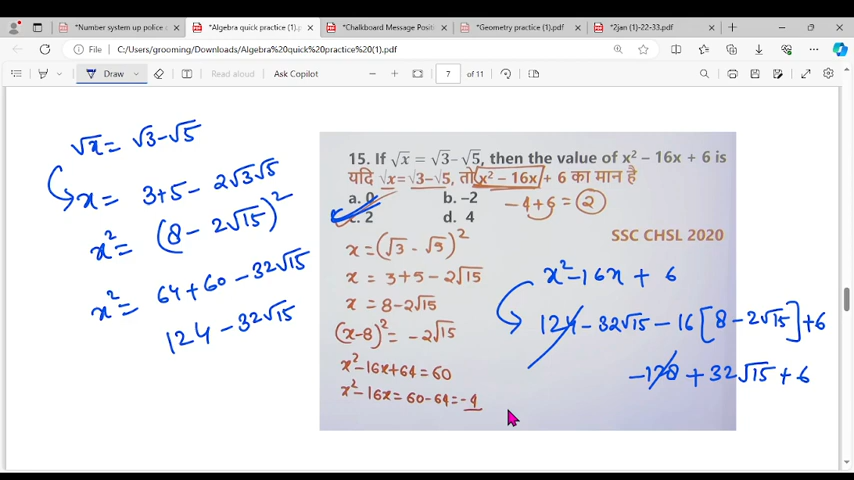 *Number system up police
*Algebra quick practice (1).pdf
*Chalkboard Message Posi
*Geometry practice (1).pdf
*2jan (1)-22-33.pdf
File
C:/Users/grooming/Downloads/Algebra%20quick%20practice%20(1).pdf
Draw
Read aloud
Ask Copilot
7
of 11
√x = √3-√5
x = 3+5 - 2√3√5
x² = (8 - 2√15)²
x² = 64+60 - 32√15
124 - 32√15
15. If √x = √3-√5, then the value of x² - 16x + 6 is
यदि √x=√3-√5, तो x² - 16x + 6 का मान है
a. 0 b. -2
c. 2 d. 4
-4+6 = 2
SSC CHSL 2020
x = (√3 - √5)²
x = 3+5 - 2√15
x = 8-2√15
(x-8)² = -2√15
x²-16x+64 = 60
x²-16x = 60-64 = -4
x²-16x + 6
124 - 32√15 - 16[8 - 2√15]+6
-128 + 32√15 + 6